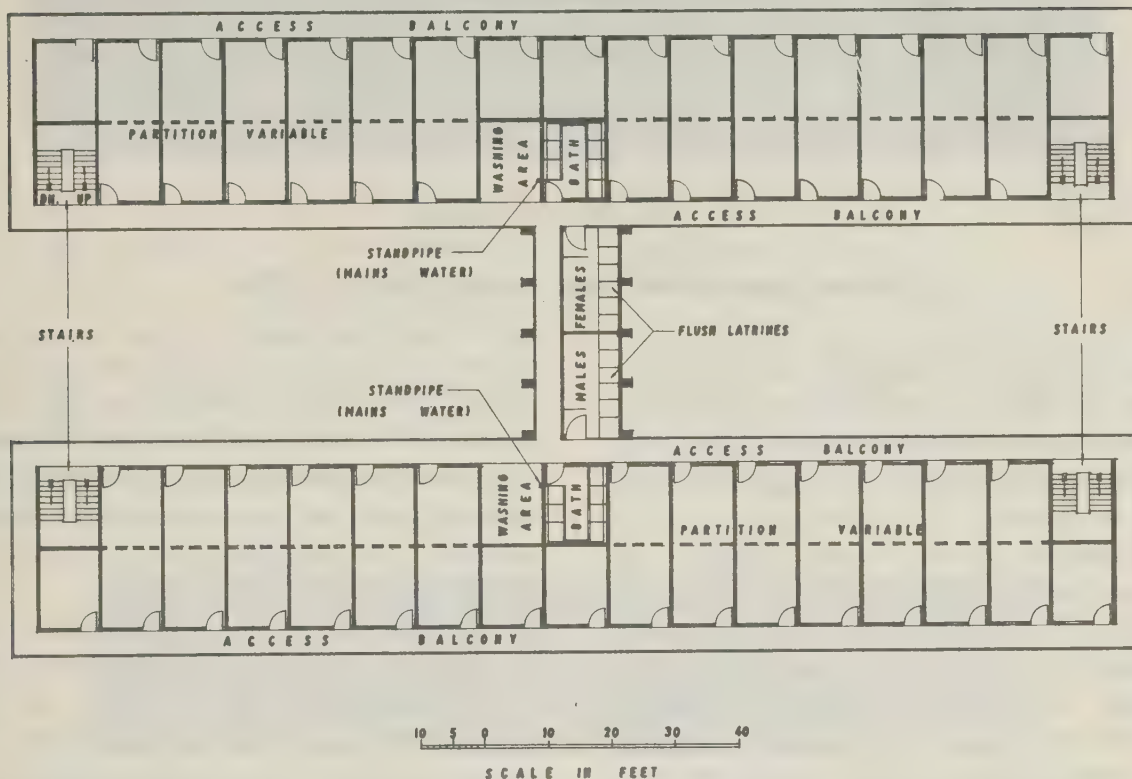 ACCESS BALCONY
PARTITION VARIABLE
WASHING AREA
BATH
DN. UP
ACCESS BALCONY
STANDPIPE
(MAINS WATER)
FEMALES
FLUSH LATRINES
STAIRS
STAIRS
MALES
STANDPIPE
(MAINS WATER)
ACCESS BALCONY
WASHING AREA
BATH
PARTITION VARIABLE
ACCESS BALCONY
10 5 0 10 20 30 40
SCALE IN FEET